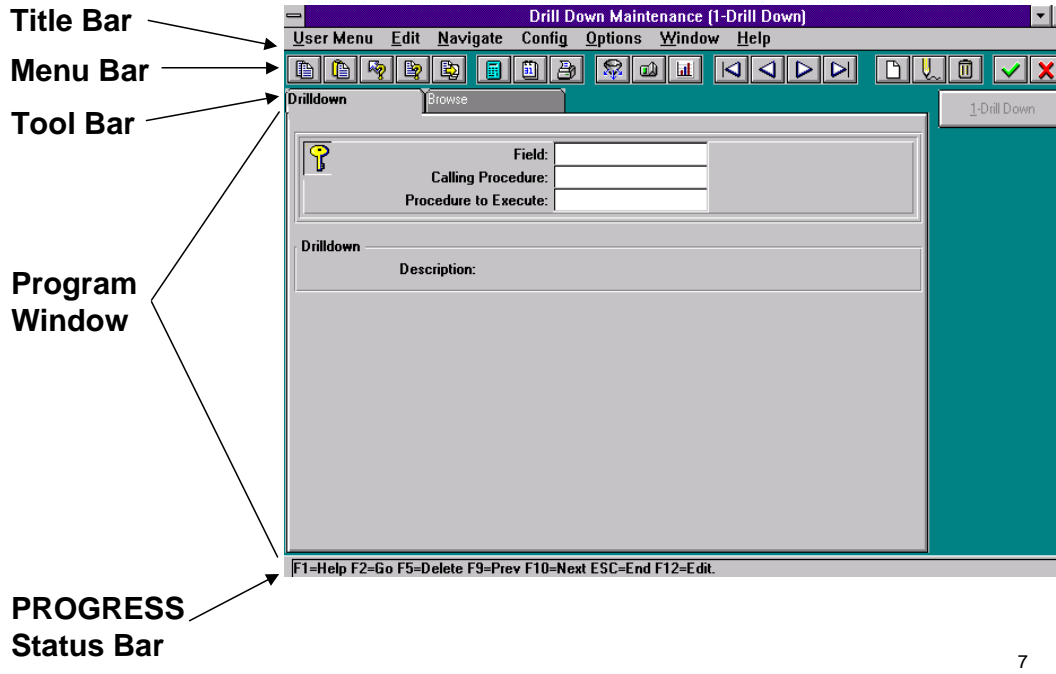 Title Bar
Menu Bar
Tool Bar
Program
Window
PROGRESS
Status Bar
Drill Down Maintenance (1-Drill Down)
User Menu Edit Navigate Config Options Window Help
Drilldown Browse
1-Drill Down
Field:
Calling Procedure:
Procedure to Execute:
Drilldown
Description:
F1=Help F2=Go F5=Delete F9=Prev F10=Next ESC=End F12=Edit.
7